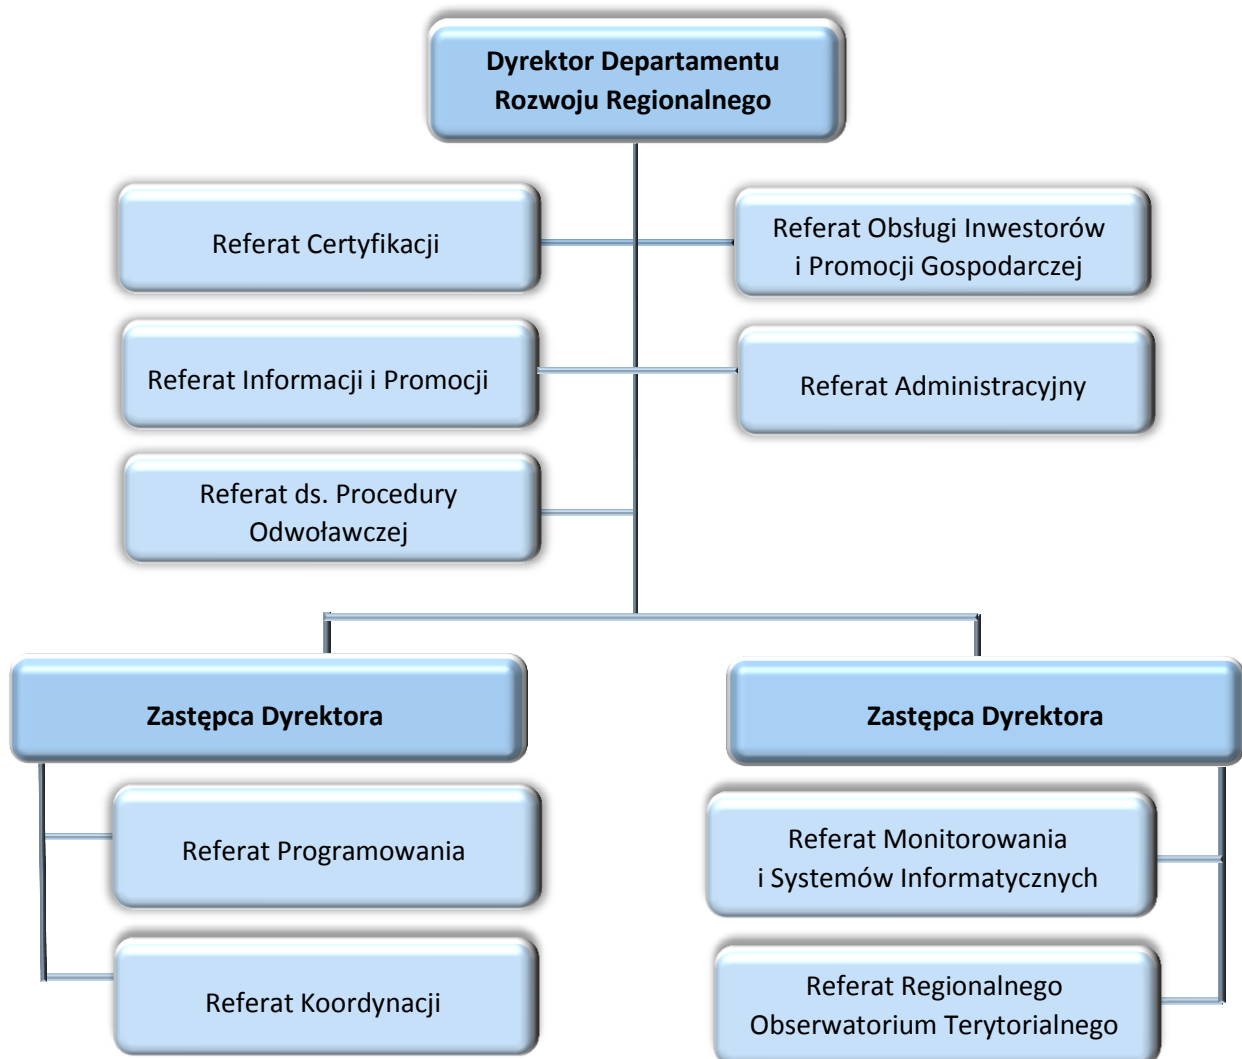 Dyrektor Departamentu
Rozwoju Regionalnego
Referat Certyfikacji
Referat Obsługi Inwestorów
i Promocji Gospodarczej
Referat Informacji i Promocji
Referat Administracyjny
Referat ds. Procedury
Odwoławczej
Zastępca Dyrektora
Zastępca Dyrektora
Referat Programowania
Referat Koordynacji
Referat Monitorowania
i Systemów Informatycznych
Referat Regionalnego
Obserwatorium Terytorialnego